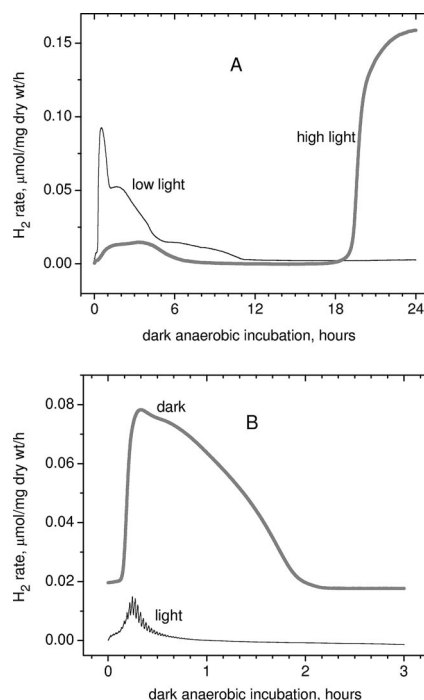 0.15
A
H2 rate, μmol/mg dry wt/h
high light
0.10
low light
0.05
0.00
0 6 12 18 24
dark anaerobic incubation, hours
0.08
dark
B
H2 rate, μmol/mg dry wt/h
0.06
0.04
0.02
light
0.00
0 1 2 3
dark anaerobic incubation, hours